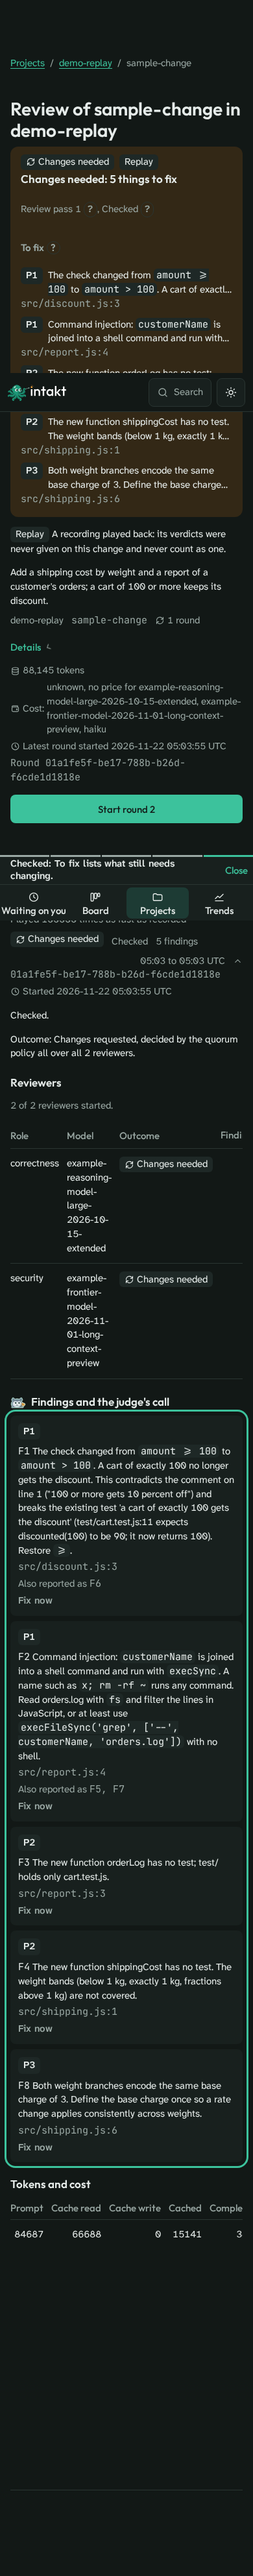 Projects / demo-replay / sample-change
Review of sample-change in
demo-replay
Changes needed Replay
Changes needed: 5 things to fix
Review pass 1 ? , Checked ?
To fix ?
P1 The check changed from amount >=
100 to amount > 100. A cart of exactl...
src/discount.js:3
P1 Command injection: customerName is
joined into a shell command and run with...
src/report.js:4
intakt
Search
P2 The new function shippingCost has no test.
The weight bands (below 1 kg, exactly 1 k...
src/shipping.js:1
P3 Both weight branches encode the same
base charge of 3. Define the base charge...
src/shipping.js:6
Replay A recording played back: its verdicts were
never given on this change and never count as one.
Add a shipping cost by weight and a report of a
customer's orders; a cart of 100 or more keeps its
discount.
demo-replay sample-change 1 round
Details
88,145 tokens
Cost: unknown, no price for example-reasoning-
model-large-2026-10-15-extended, example-
frontier-model-2026-11-01-long-context-
preview, haiku
Latest round started 2026-11-22 05:03:55 UTC
Round 01a1fe5f-be17-788b-b26d-
f6cde1d1818e
Start round 2
Checked: To fix lists what still needs
changing.
Close
Waiting on you Board Projects Trends
Changes needed Checked 5 findings
05:03 to 05:03 UTC
01a1fe5f-be17-788b-b26d-f6cde1d1818e
Started 2026-11-22 05:03:55 UTC
Checked.
Outcome: Changes requested, decided by the quorum
policy all over all 2 reviewers.
Reviewers
2 of 2 reviewers started.
Role Model Outcome Findi
correctness example-
reasoning-
model-
large-
2026-10-
15-
extended
Changes needed
security example-
frontier-
model-
2026-11-
01-long-
context-
preview
Changes needed
Findings and the judge's call
P1
F1 The check changed from amount >= 100 to
amount > 100. A cart of exactly 100 no longer
gets the discount. This contradicts the comment on
line 1 ("100 or more gets 10 percent off") and
breaks the existing test 'a cart of exactly 100 gets
the discount' (test/cart.test.js:11 expects
discounted(100) to be 90; it now returns 100).
Restore >=.
src/discount.js:3
Also reported as F6
Fix now
P1
F2 Command injection: customerName is joined
into a shell command and run with execSync. A
name such as x; rm -rf ~ runs any command.
Read orders.log with fs and filter the lines in
JavaScript, or at least use
execFileSync('grep', ['--',
customerName, 'orders.log']) with no
shell.
src/report.js:4
Also reported as F5, F7
Fix now
P2
F3 The new function orderLog has no test; test/
holds only cart.test.js.
src/report.js:3
Fix now
P2
F4 The new function shippingCost has no test. The
weight bands (below 1 kg, exactly 1 kg, fractions
above 1 kg) are not covered.
src/shipping.js:1
Fix now
P3
F8 Both weight branches encode the same base
charge of 3. Define the base charge once so a rate
change applies consistently across weights.
src/shipping.js:6
Fix now
Tokens and cost
Prompt Cache read Cache write Cached Comple
84687 66688 0 15141 3